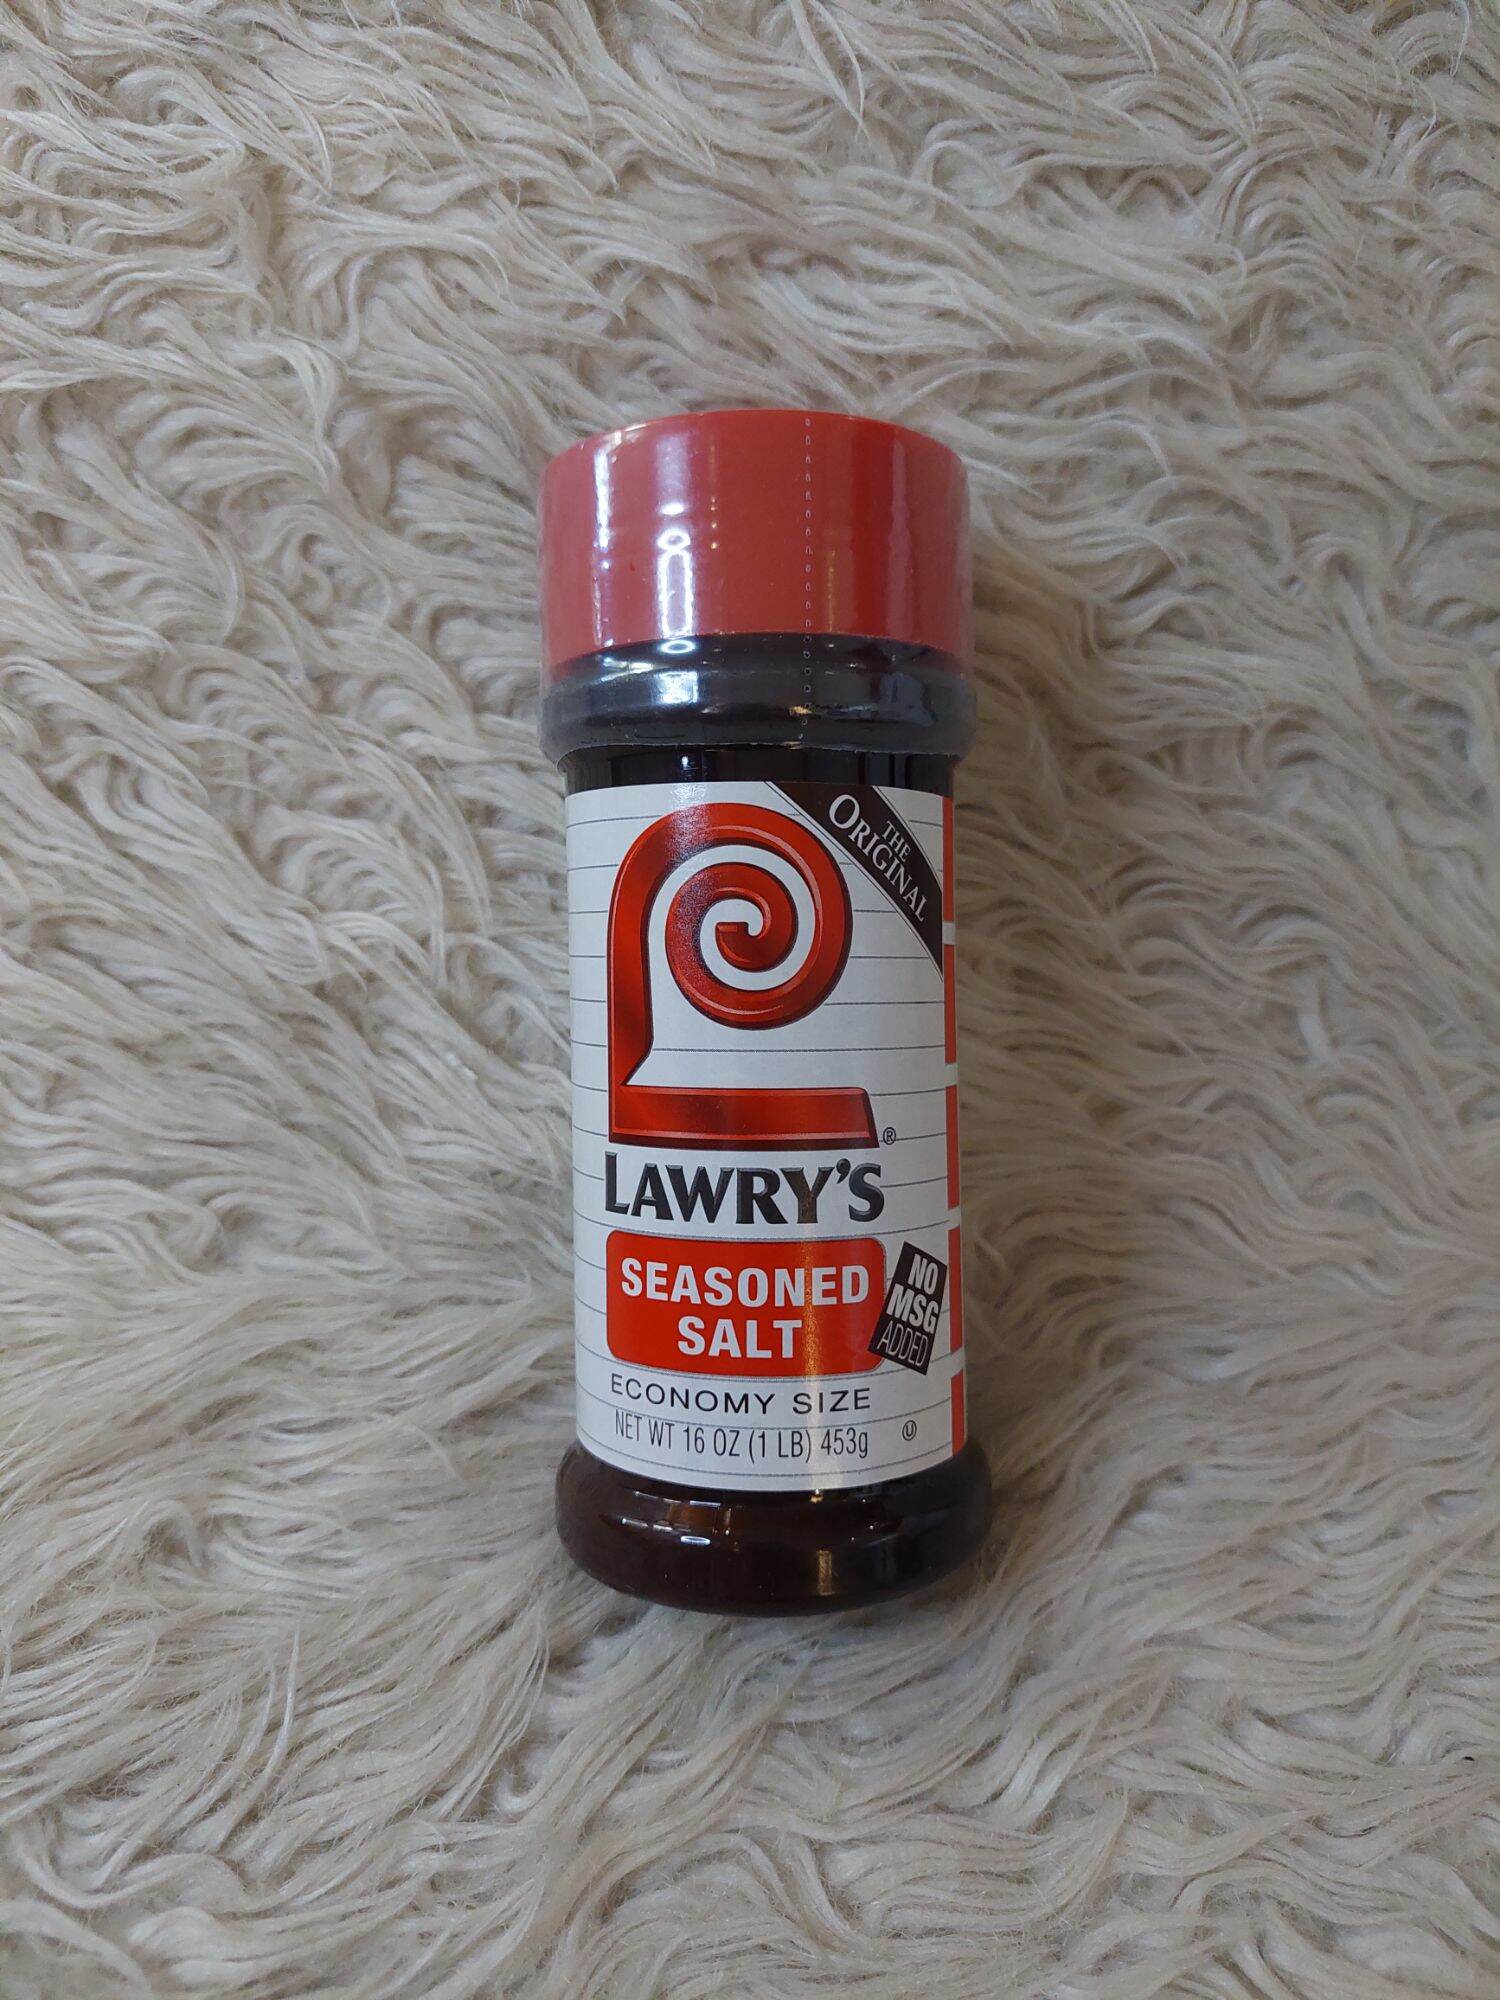 THE
ORIGINAL
®
LAWRY'S
SEASONED
SALT
NO
MSG
ADDED
ECONOMY SIZE
NET WT 16 OZ (1 LB) 453g
U